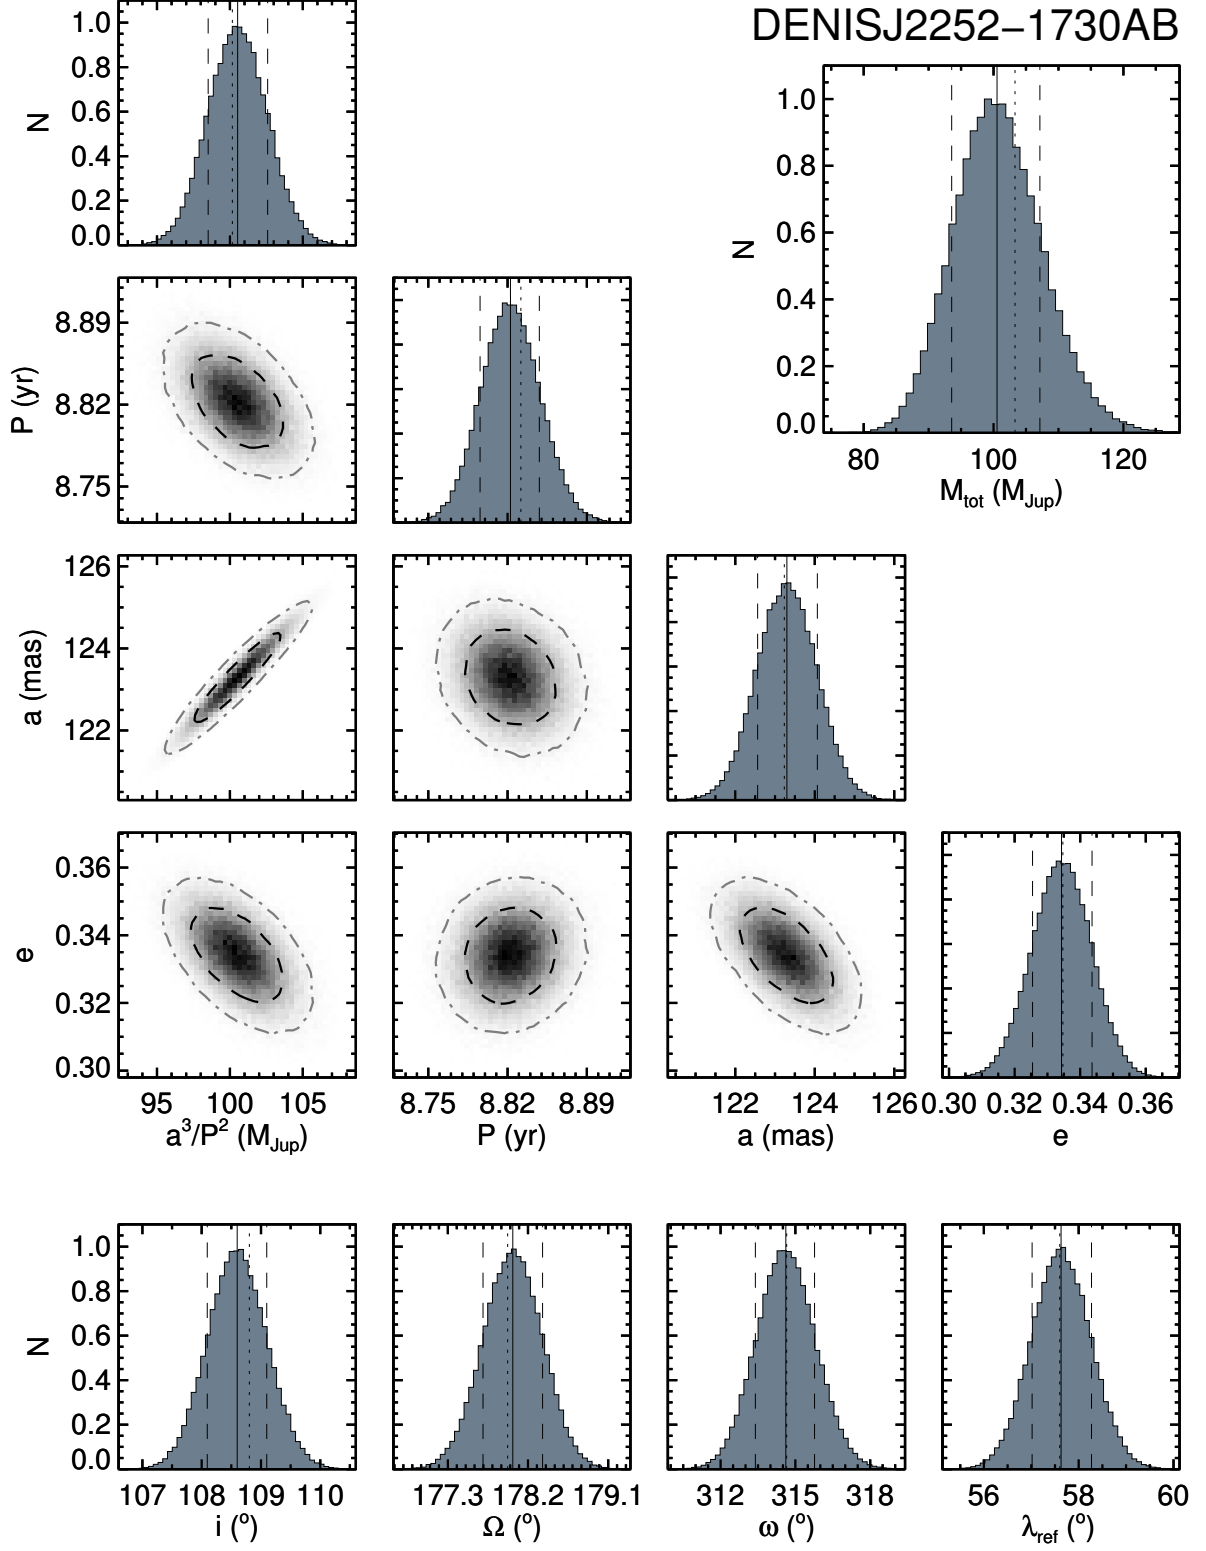 DENISJ2252−1730AB
1.0
0.8
0.6
0.4
0.2
0.0
N
1.0
0.8
0.6
0.4
0.2
0.0
N
80 100 120
M_tot (M_Jup)
8.89
8.82
8.75
P (yr)
126
124
122
a (mas)
0.36
0.34
0.32
0.30
e
95 100 105
a³/P² (M_Jup)
8.75 8.82 8.89
P (yr)
122 124 126
a (mas)
0.30 0.32 0.34 0.36
e
1.0
0.8
0.6
0.4
0.2
0.0
N
107 108 109 110
i (º)
177.3 178.2 179.1
Ω (º)
312 315 318
ω (º)
56 58 60
λ_ref (º)